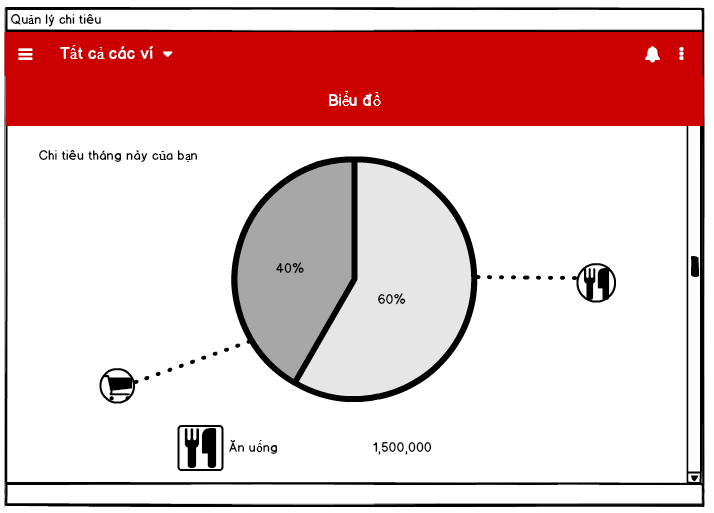 Quản lý chi tiêu
Tất cả các ví
Biểu đồ
Chi tiêu tháng này của bạn
40%
60%
Ăn uống 1,500,000